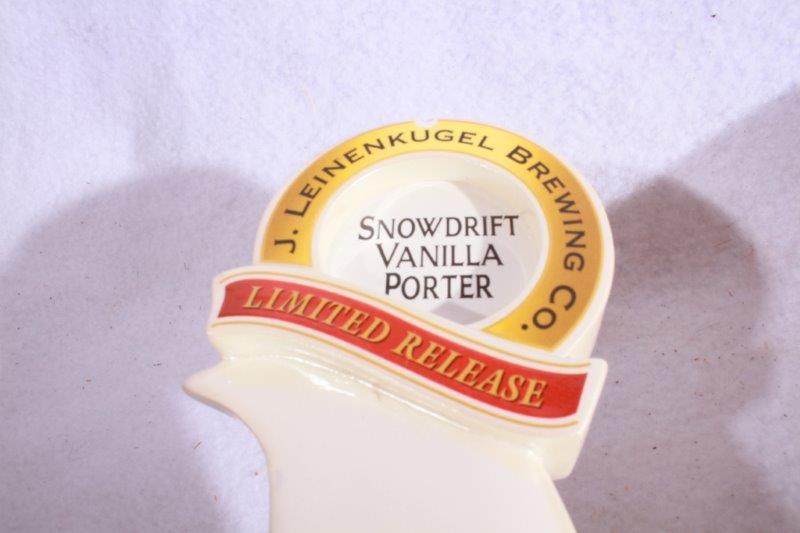 J. LEINENKUGEL BREWING CO.
SNOWDRIFT
VANILLA
PORTER
LIMITED RELEASE